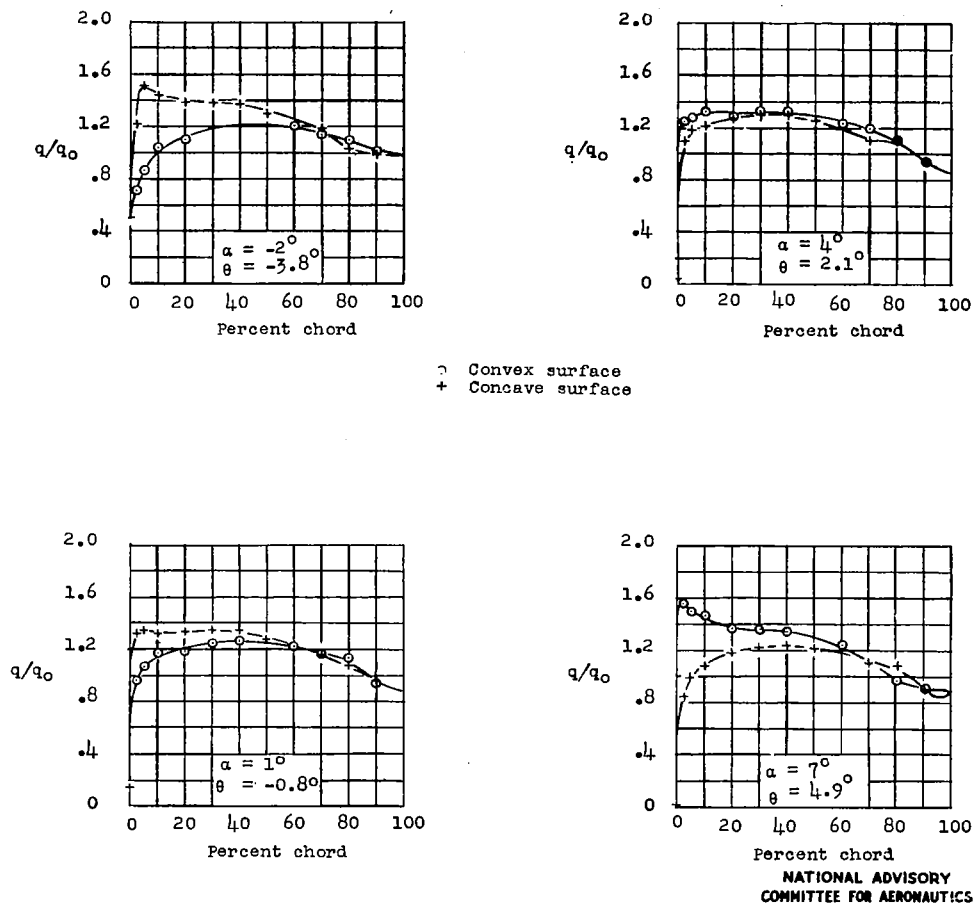 2.0
1.6
1.2
q/q₀
.8
.4
0
α = -2°
θ = -3.8°
0 20 40 60 80 100
Percent chord
2.0
1.6
1.2
q/q₀
.8
.4
0
α = 4°
θ = 2.1°
0 20 40 60 80 100
Percent chord
Convex surface
+ Concave surface
2.0
1.6
1.2
q/q₀
.8
.4
0
α = 1°
θ = -0.8°
0 20 40 60 80 100
Percent chord
2.0
1.6
1.2
q/q₀
.8
.4
0
α = 7°
θ = 4.9°
0 20 40 60 80 100
Percent chord
NATIONAL ADVISORY
COMMITTEE FOR AERONAUTICS